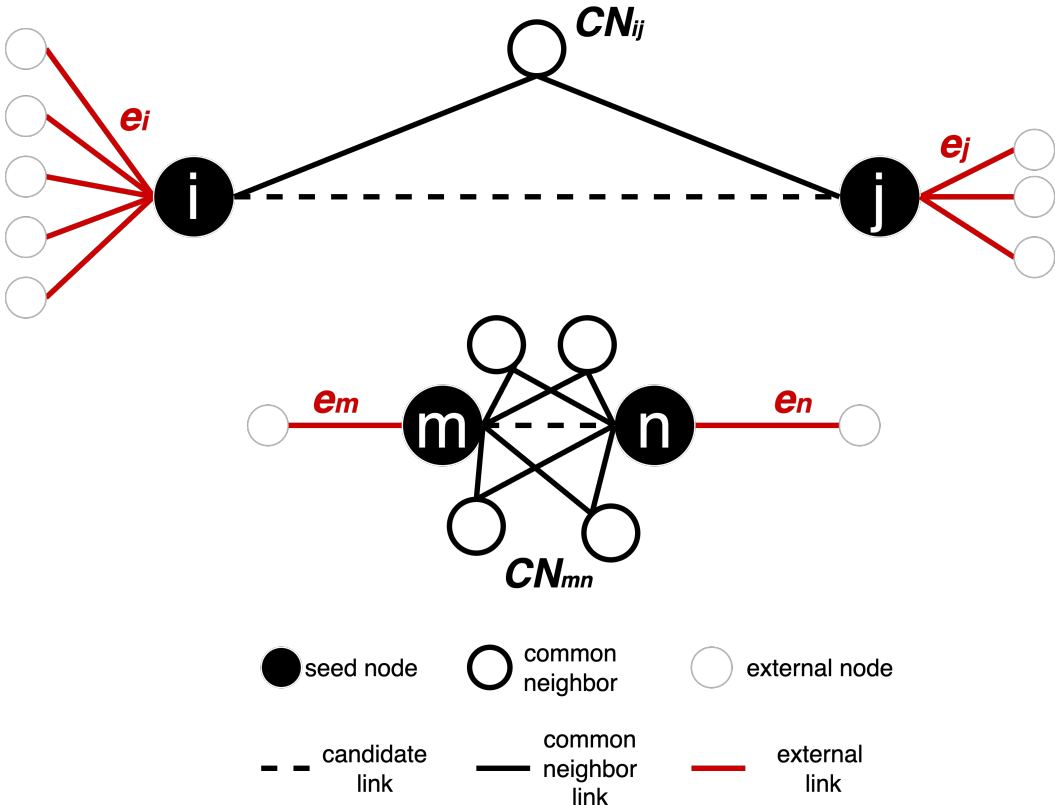 CNij
ei
ej
i
j
em
en
m
n
CNmn
seed node
common
neighbor
external node
candidate
link
common
neighbor
link
external
link